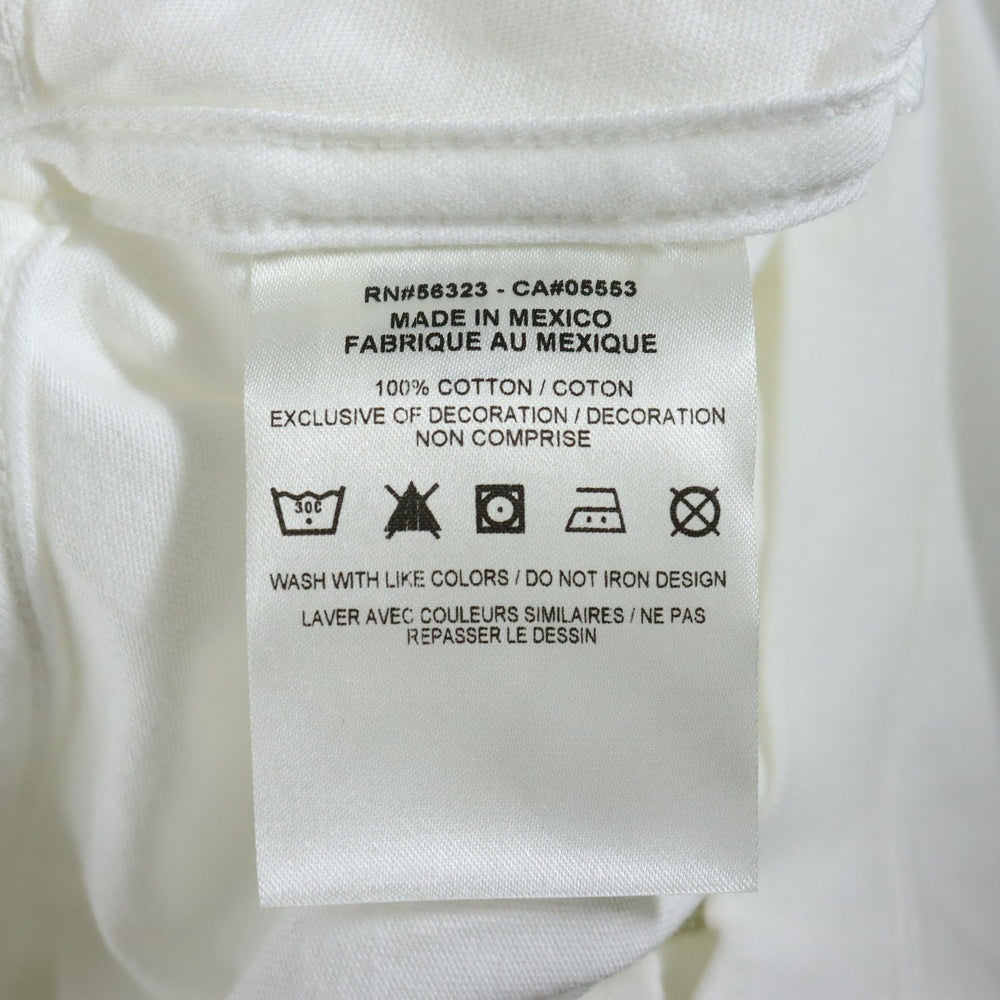 RN#56323 - CA#05553
MADE IN MEXICO
FABRIQUE AU MEXIQUE
100% COTTON / COTON
EXCLUSIVE OF DECORATION / DECORATION
NON COMPRISE
30C
WASH WITH LIKE COLORS / DO NOT IRON DESIGN
LAVER AVEC COULEURS SIMILAIRES / NE PAS
REPASSER LE DESSIN